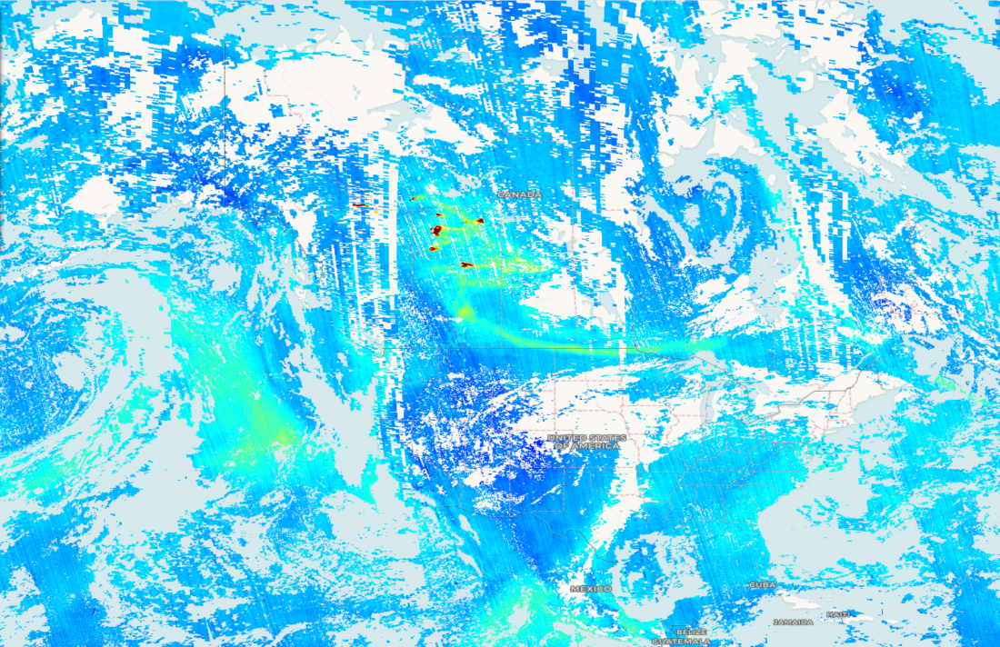 CANADA
UNITED STATES
OF AMERICA
MEXICO
CUBA
HAITI
JAMAICA
BELIZE
GUATEMALA